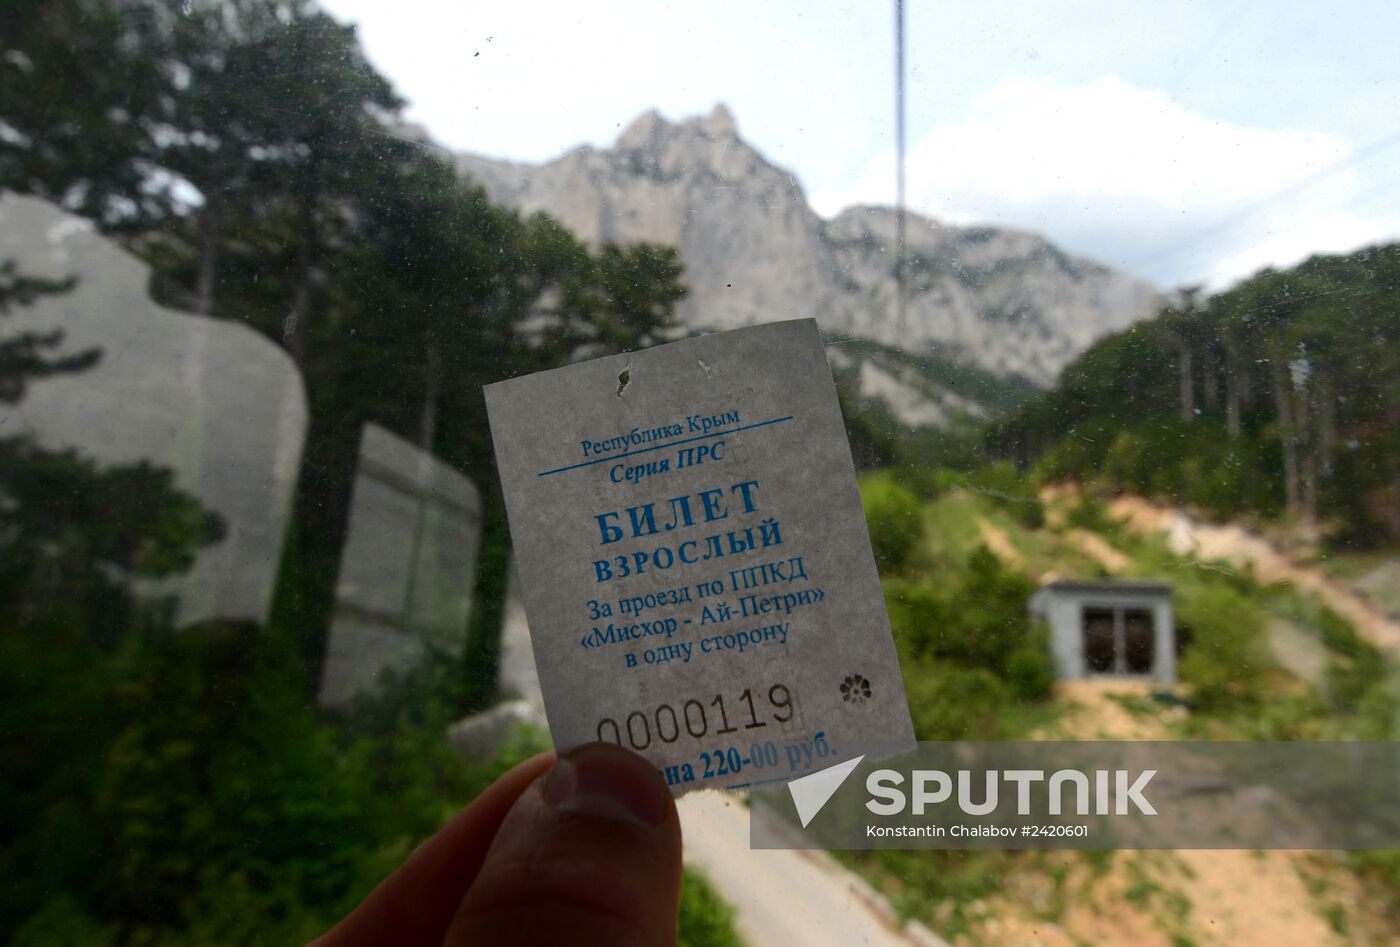 Республика Крым
Серия ПРС
БИЛЕТ
ВЗРОСЛЫЙ
За проезд по ППКД
«Мисхор - Ай-Петри»
в одну сторону
0000119
на 220-00 руб.
SPUTNIK
Konstantin Chalabov #2420601